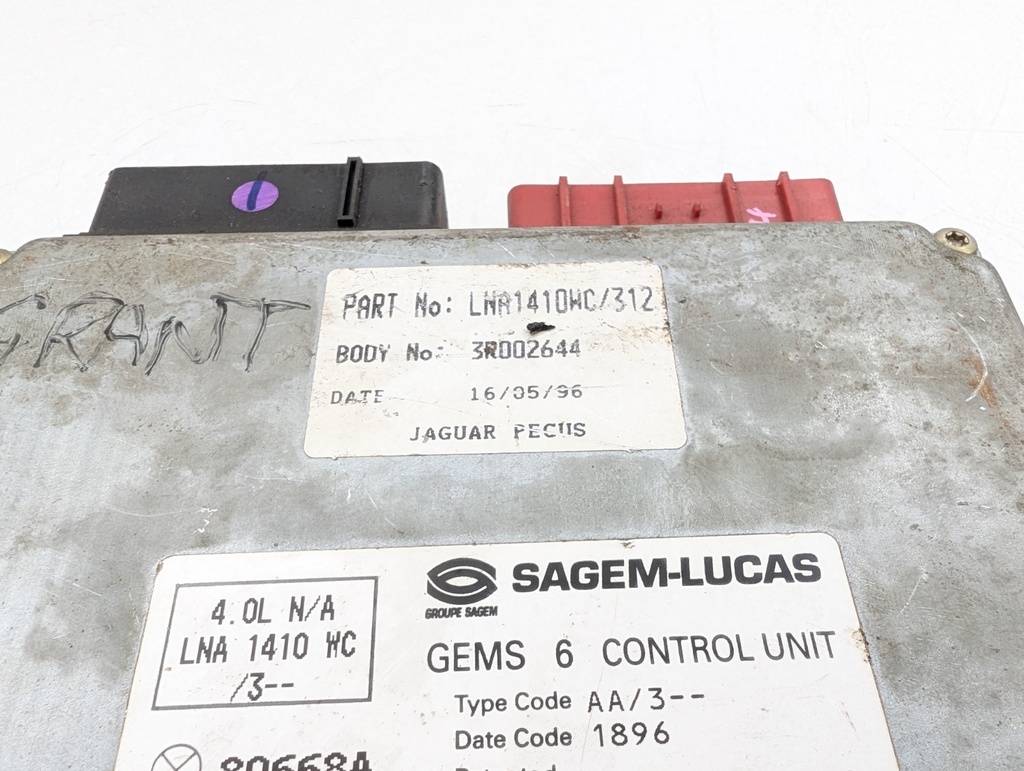 GRANT
PART No: LNA1410WC/312
BODY No: 3R002644
DATE 16/05/96
JAGUAR PECUS
4.0L N/A
LNA 1410 WC
/3--
GROUPE SAGEM
SAGEM-LUCAS
GEMS 6 CONTROL UNIT
Type Code AA/3--
Date Code 1896
80668A